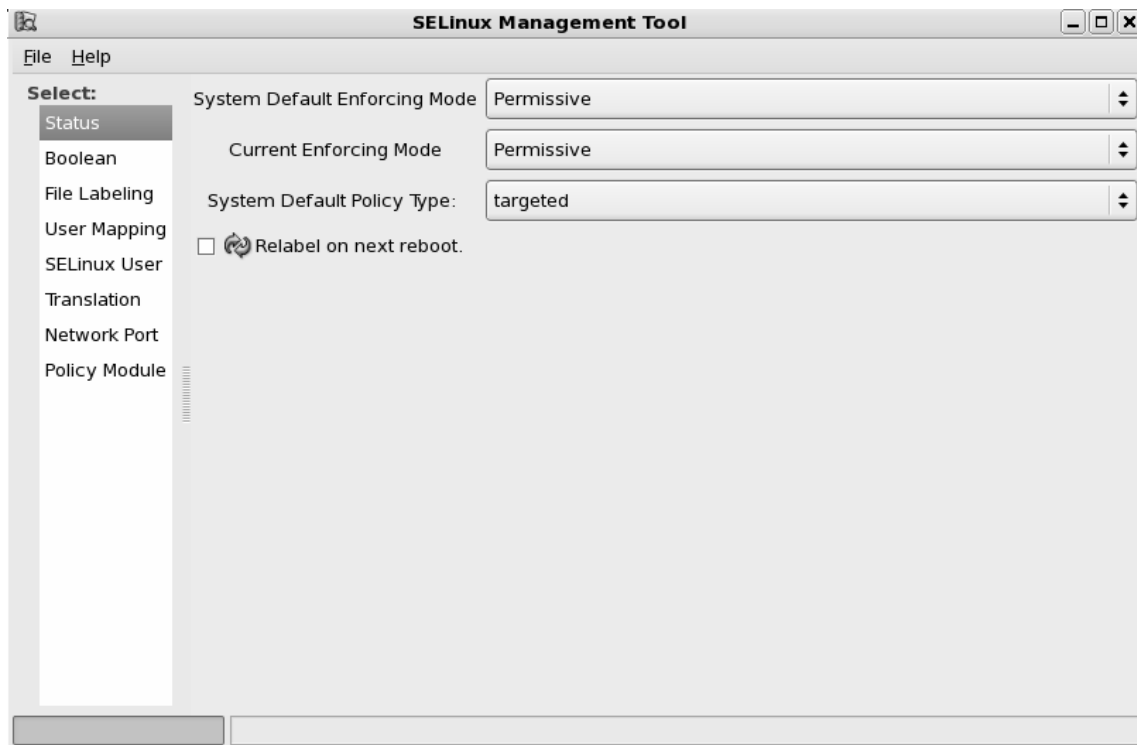 SELinux Management Tool
File Help
Select:
Status
Boolean
File Labeling
User Mapping
SELinux User
Translation
Network Port
Policy Module
System Default Enforcing Mode Permissive
Current Enforcing Mode Permissive
System Default Policy Type: targeted
Relabel on next reboot.